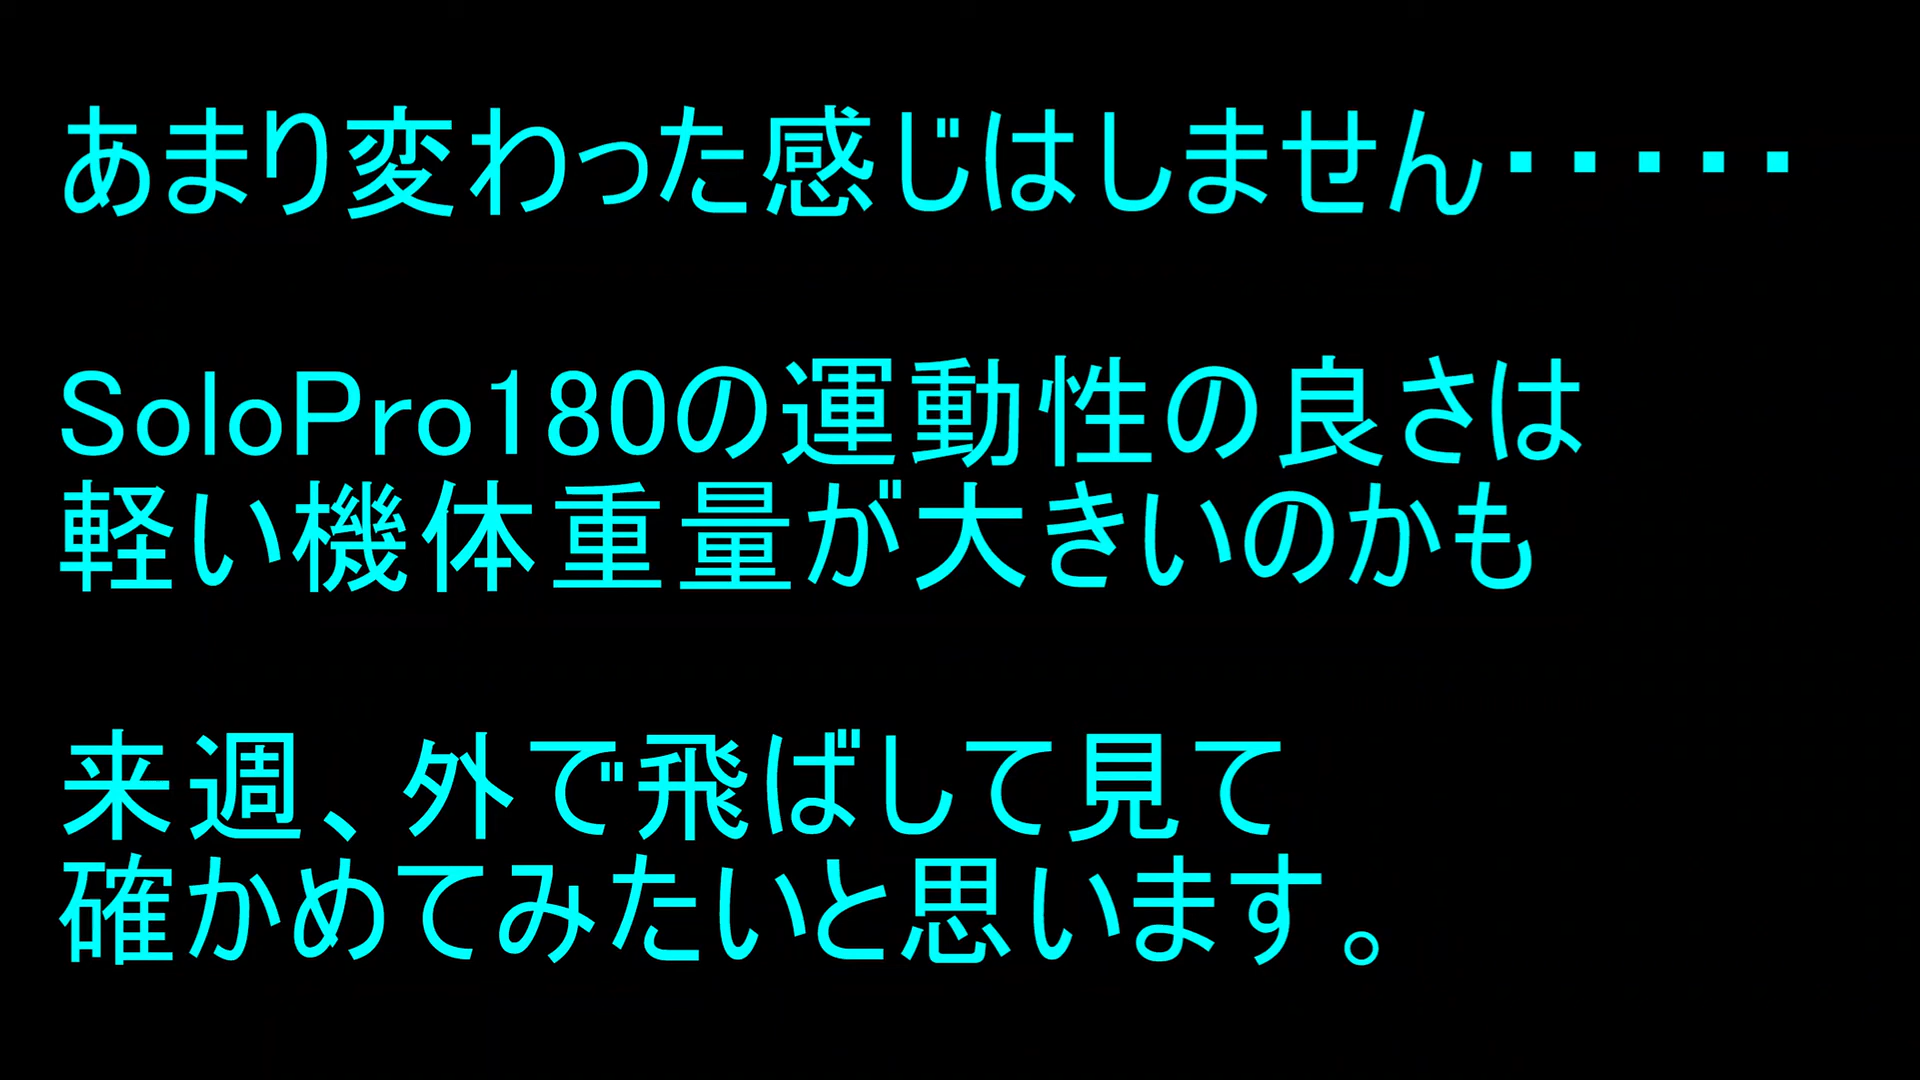 あまり変わった感じはしません・・・・・
SoloPro180の運動性の良さは
軽い機体重量が大きいのかも
来週、外で飛ばして見て
確かめてみたいと思います。